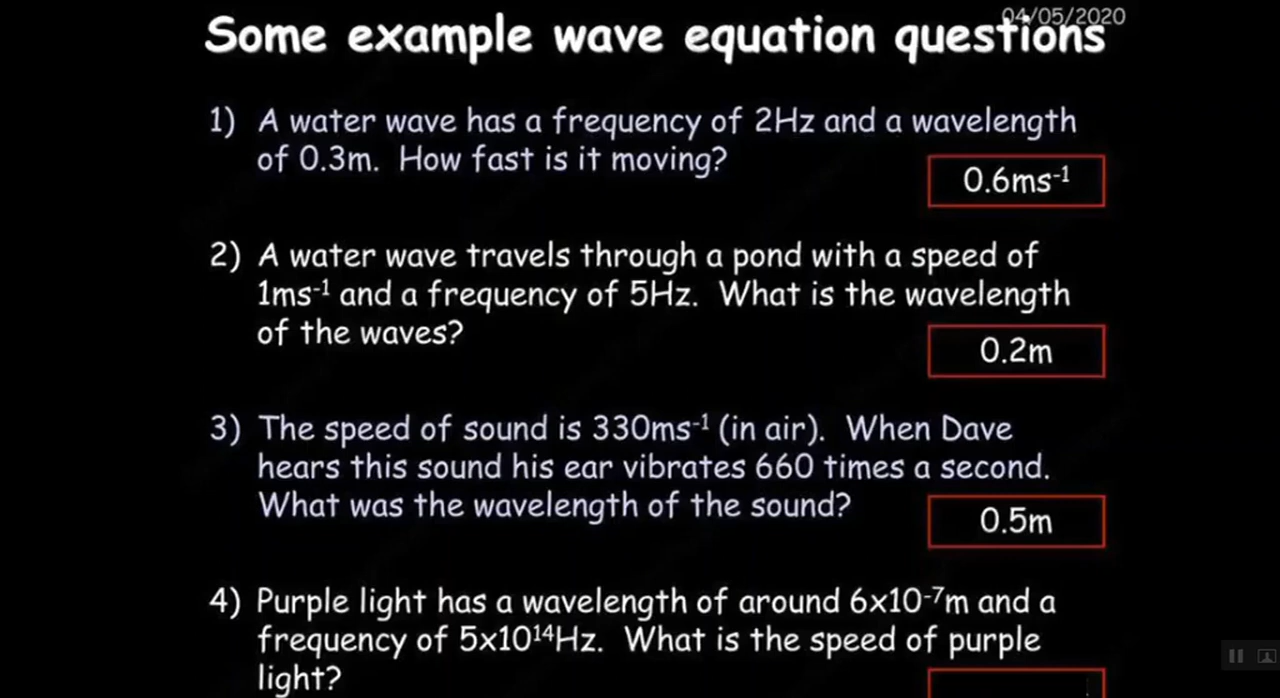 04/05/2020
Some example wave equation questions
1) A water wave has a frequency of 2Hz and a wavelength
of 0.3m. How fast is it moving?
0.6ms⁻¹
2) A water wave travels through a pond with a speed of
1ms⁻¹ and a frequency of 5Hz. What is the wavelength
of the waves?
0.2m
3) The speed of sound is 330ms⁻¹ (in air). When Dave
hears this sound his ear vibrates 660 times a second.
What was the wavelength of the sound?
0.5m
4) Purple light has a wavelength of around 6x10⁻⁷m and a
frequency of 5x10¹⁴Hz. What is the speed of purple
light?